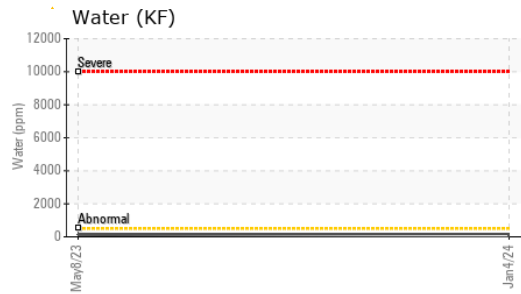 Water (KF)
12000
Severe
10000
8000
Water (ppm)
6000
4000
2000
Abnormal
0
May8/23
Jan4/24